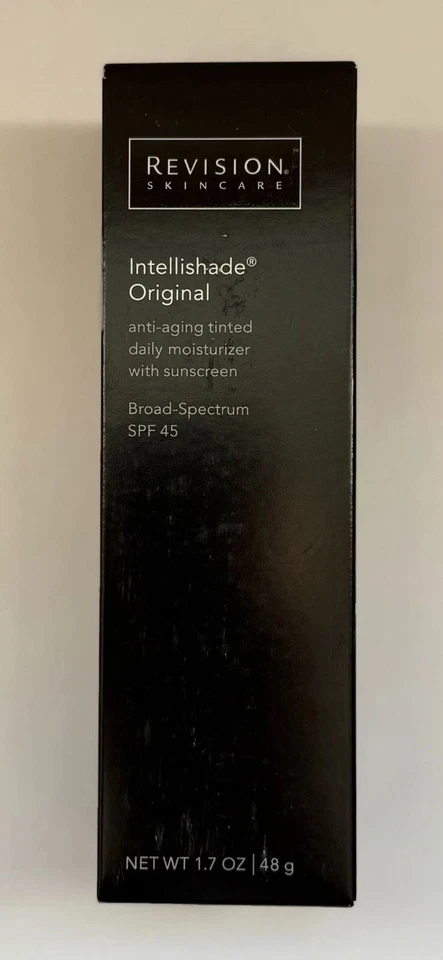 REVISION®™
SKINCARE
Intellishade®
Original
anti-aging tinted
daily moisturizer
with sunscreen
Broad-Spectrum
SPF 45
NET WT 1.7 OZ | 48 g